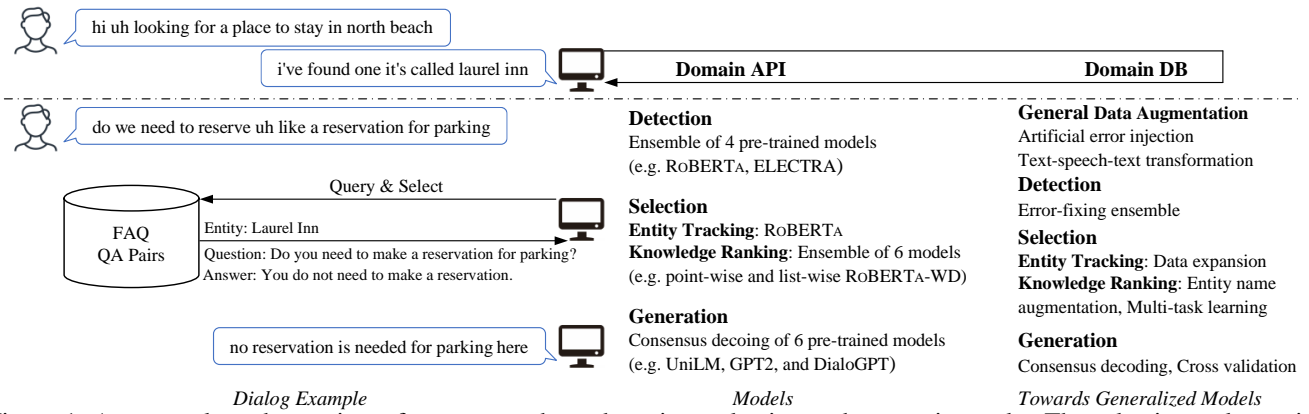 hi uh looking for a place to stay in north beach
i've found one it's called laurel inn
Domain API
Domain DB
do we need to reserve uh like a reservation for parking
Query & Select
FAQ
QA Pairs
Entity: Laurel Inn
Question: Do you need to make a reservation for parking?
Answer: You do not need to make a reservation.
no reservation is needed for parking here
Dialog Example
Detection
Ensemble of 4 pre-trained models
(e.g. ROBERTA, ELECTRA)
Selection
Entity Tracking: ROBERTA
Knowledge Ranking: Ensemble of 6 models
(e.g. point-wise and list-wise ROBERTA-WD)
Generation
Consensus decoing of 6 pre-trained models
(e.g. UniLM, GPT2, and DialoGPT)
Models
General Data Augmentation
Artificial error injection
Text-speech-text transformation
Detection
Error-fixing ensemble
Selection
Entity Tracking: Data expansion
Knowledge Ranking: Entity name
augmentation, Multi-task learning
Generation
Consensus decoding, Cross validation
Towards Generalized Models